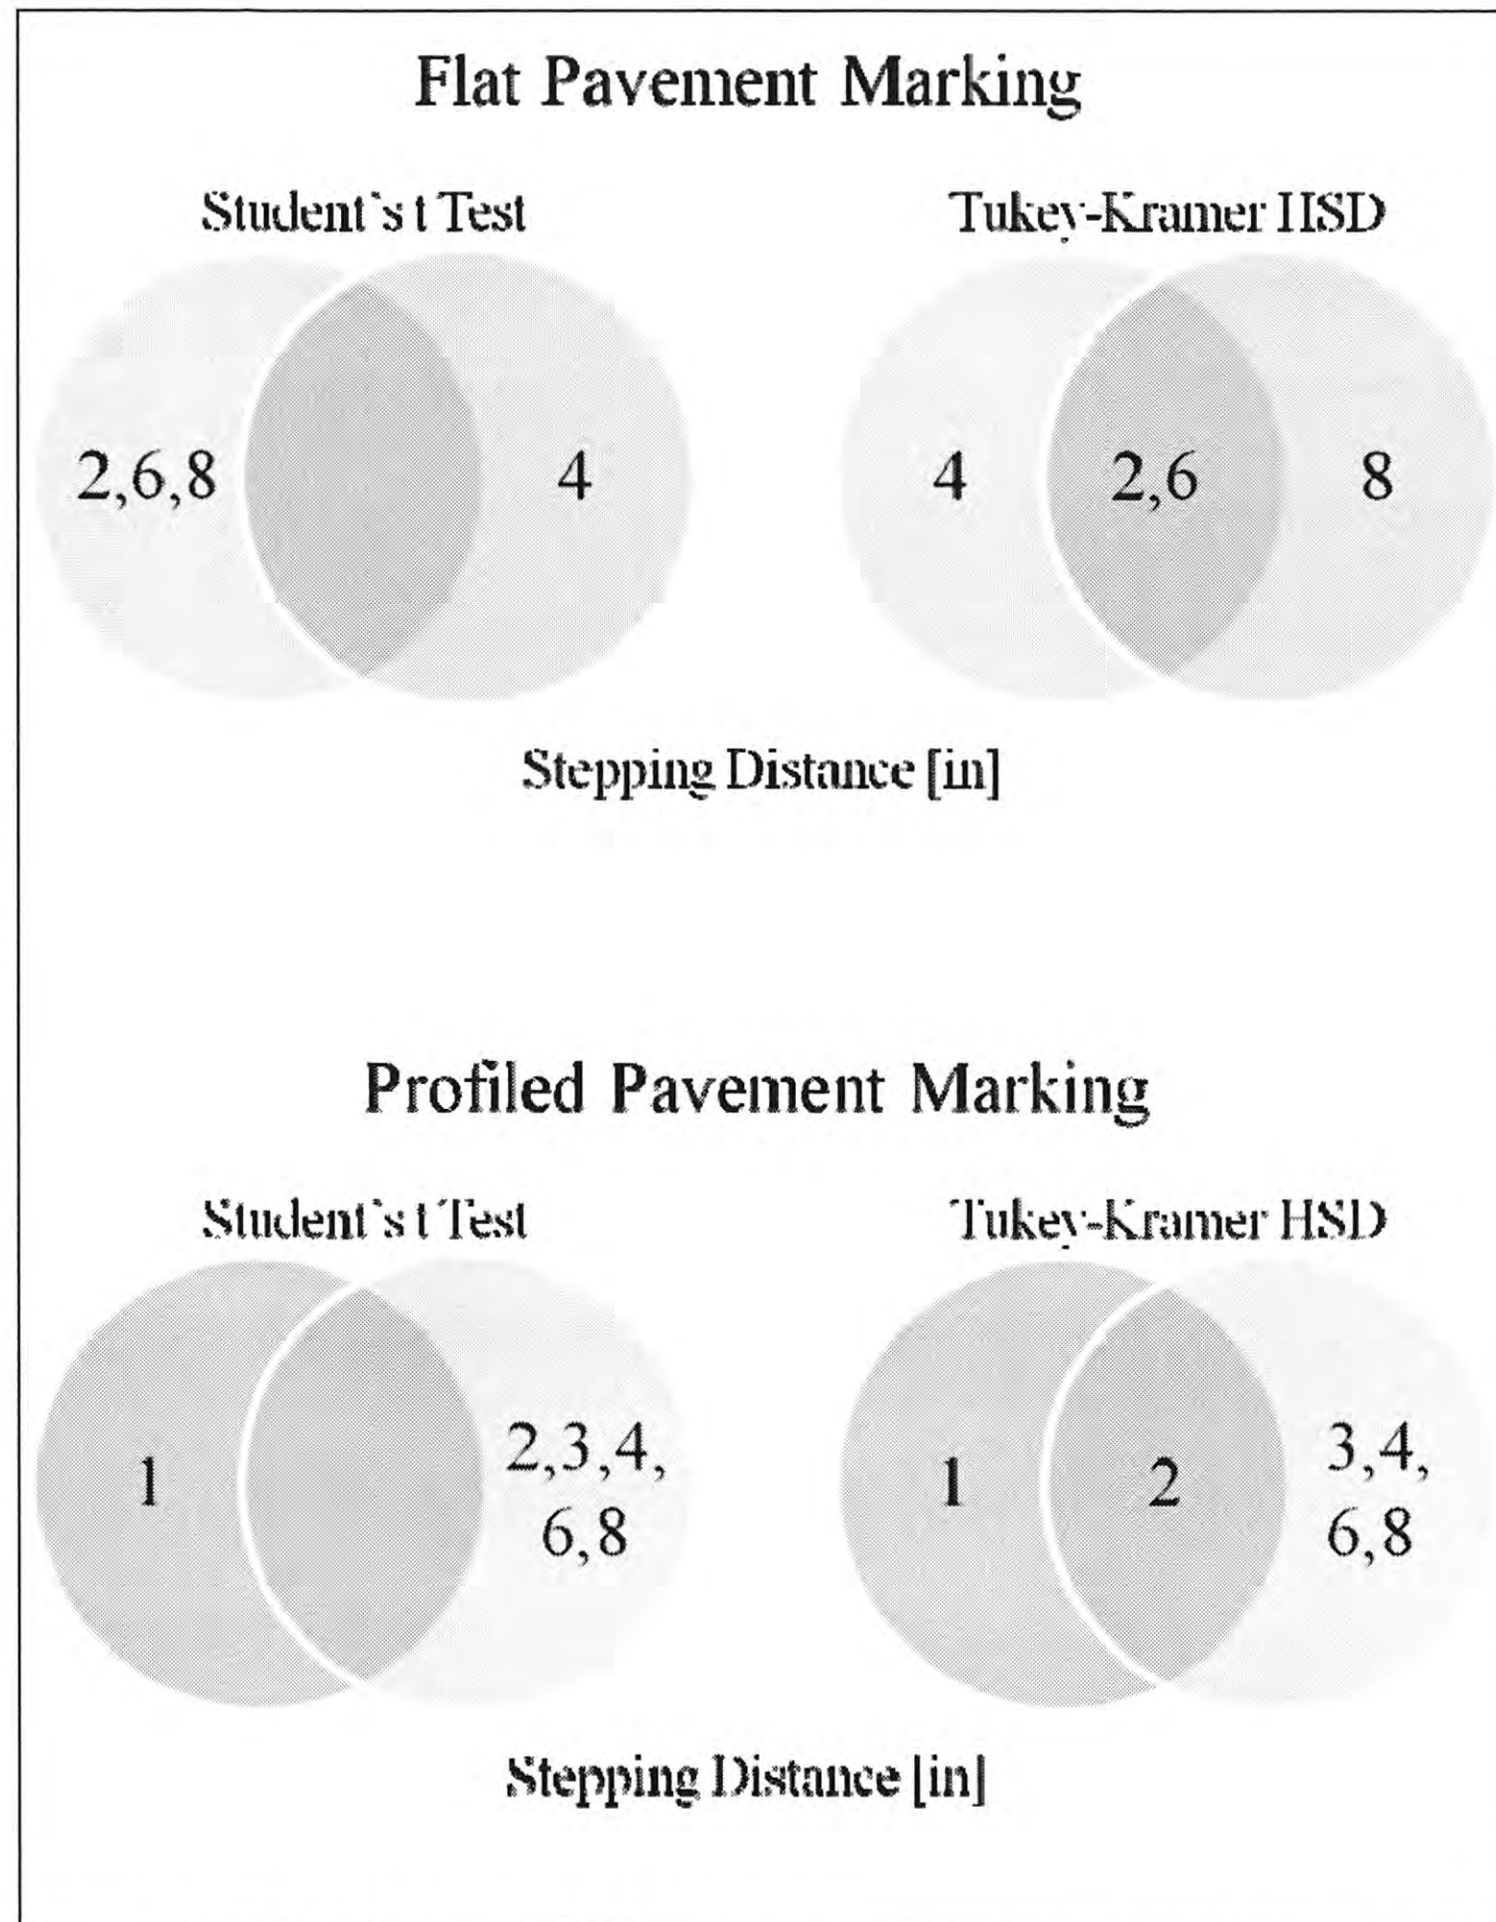 Flat Pavement Marking
Student`s t Test
Tukey-Kramer HSD
2,6,8
4
4
2,6
8
Stepping Distance [in]
Profiled Pavement Marking
Student`s t Test
Tukey-Kramer HSD
1
2,3,4,
6,8
1
2
3,4,
6,8
Stepping Distance [in]